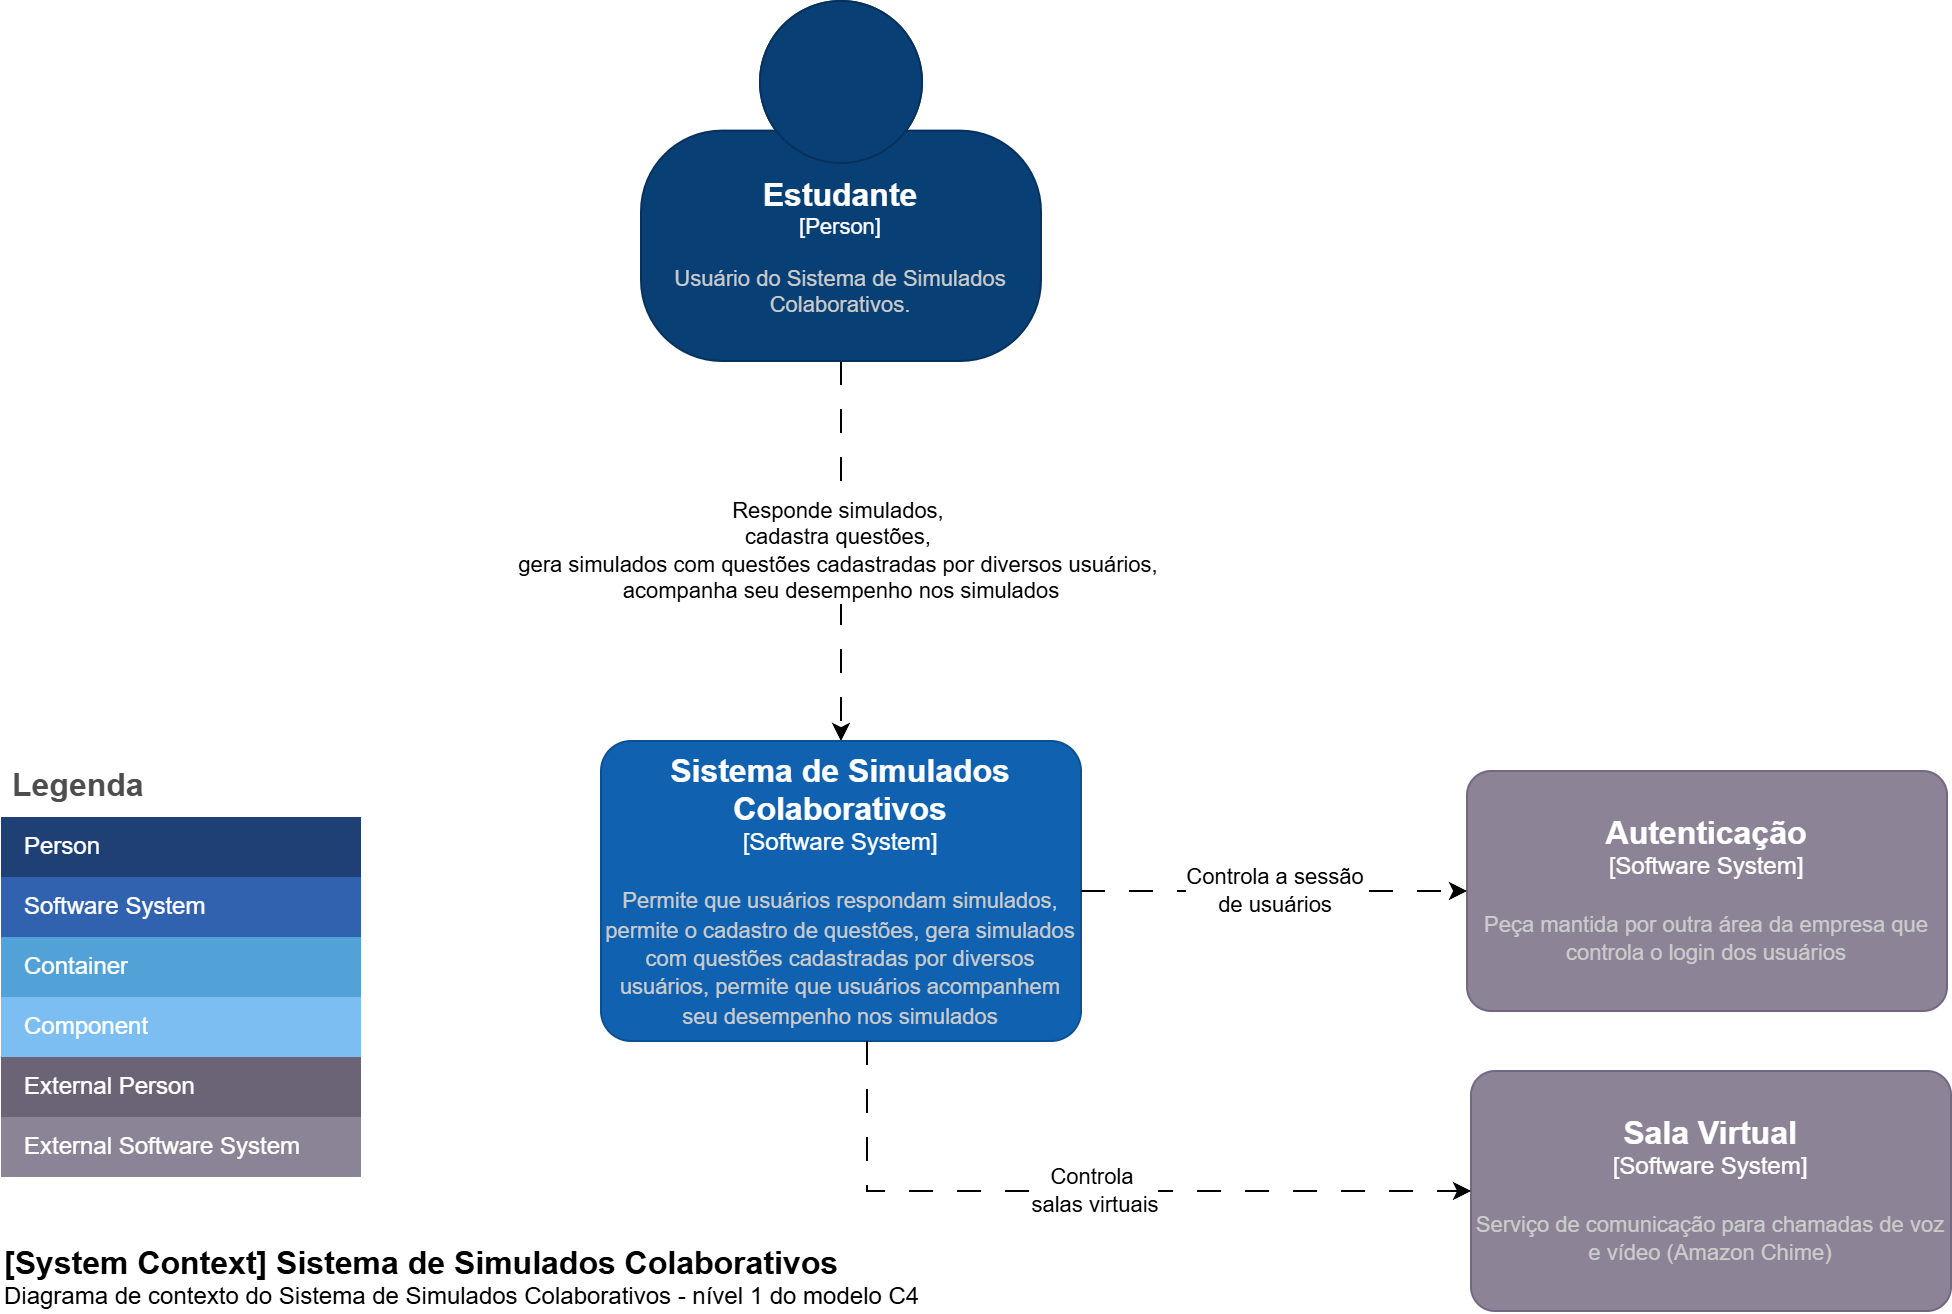 Estudante
[Person]
Usuário do Sistema de Simulados
Colaborativos.
Responde simulados,
cadastra questões,
gera simulados com questões cadastradas por diversos usuários,
acompanha seu desempenho nos simulados
Sistema de Simulados
Colaborativos
[Software System]
Permite que usuários respondam simulados,
permite o cadastro de questões, gera simulados
com questões cadastradas por diversos
usuários, permite que usuários acompanhem
seu desempenho nos simulados
Controla a sessão
de usuários
Autenticação
[Software System]
Peça mantida por outra área da empresa que
controla o login dos usuários
Controla
salas virtuais
Sala Virtual
[Software System]
Serviço de comunicação para chamadas de voz
e vídeo (Amazon Chime)
Legenda
Person
Software System
Container
Component
External Person
External Software System
[System Context] Sistema de Simulados Colaborativos
Diagrama de contexto do Sistema de Simulados Colaborativos - nível 1 do modelo C4